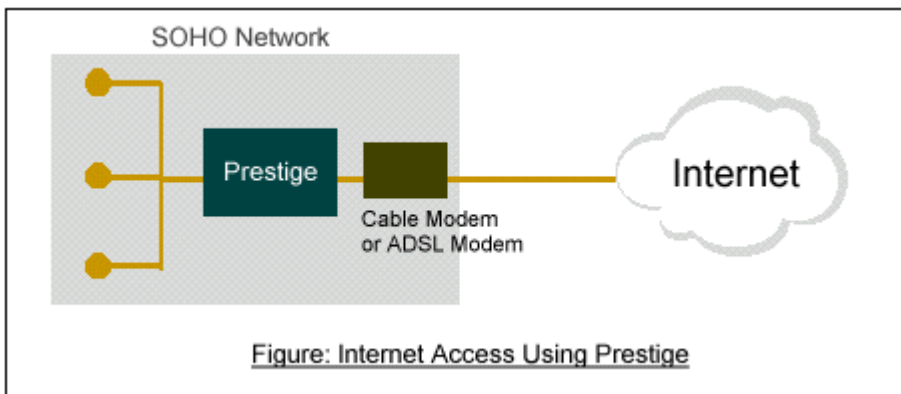 SOHO Network
Prestige
Cable Modem
or ADSL Modem
Internet
Figure: Internet Access Using Prestige